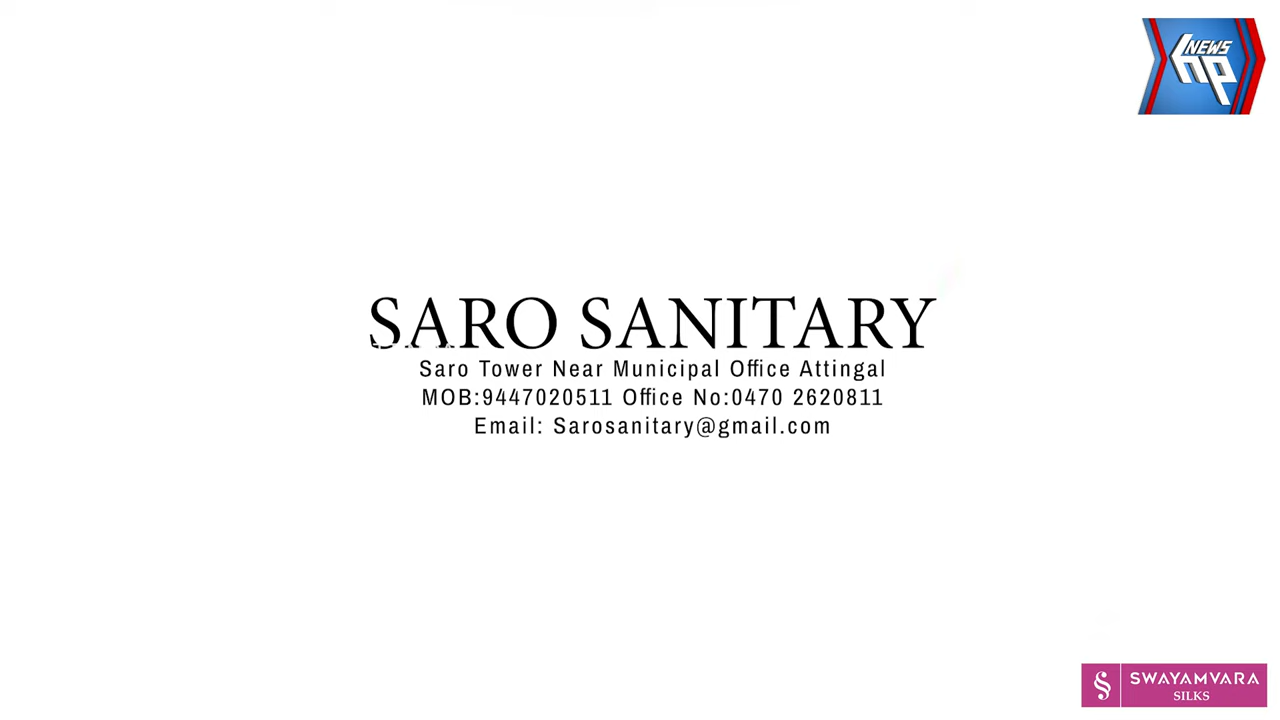 NEWS
SARO SANITARY
Saro Tower Near Municipal Office Attingal
MOB:9447020511 Office No:0470 2620811
Email: Sarosanitary@gmail.com
SWAYAMVARA
SILKS